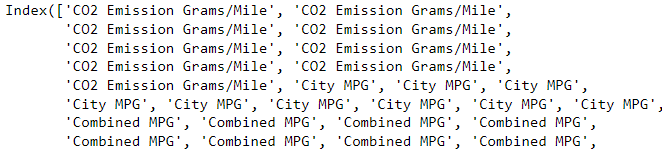 Index(['CO2 Emission Grams/Mile', 'CO2 Emission Grams/Mile',
'CO2 Emission Grams/Mile', 'CO2 Emission Grams/Mile',
'CO2 Emission Grams/Mile', 'CO2 Emission Grams/Mile',
'CO2 Emission Grams/Mile', 'CO2 Emission Grams/Mile',
'CO2 Emission Grams/Mile', 'City MPG', 'City MPG', 'City MPG',
'City MPG', 'City MPG', 'City MPG', 'City MPG', 'City MPG', 'City MPG',
'Combined MPG', 'Combined MPG', 'Combined MPG', 'Combined MPG',
'Combined MPG', 'Combined MPG', 'Combined MPG', 'Combined MPG',